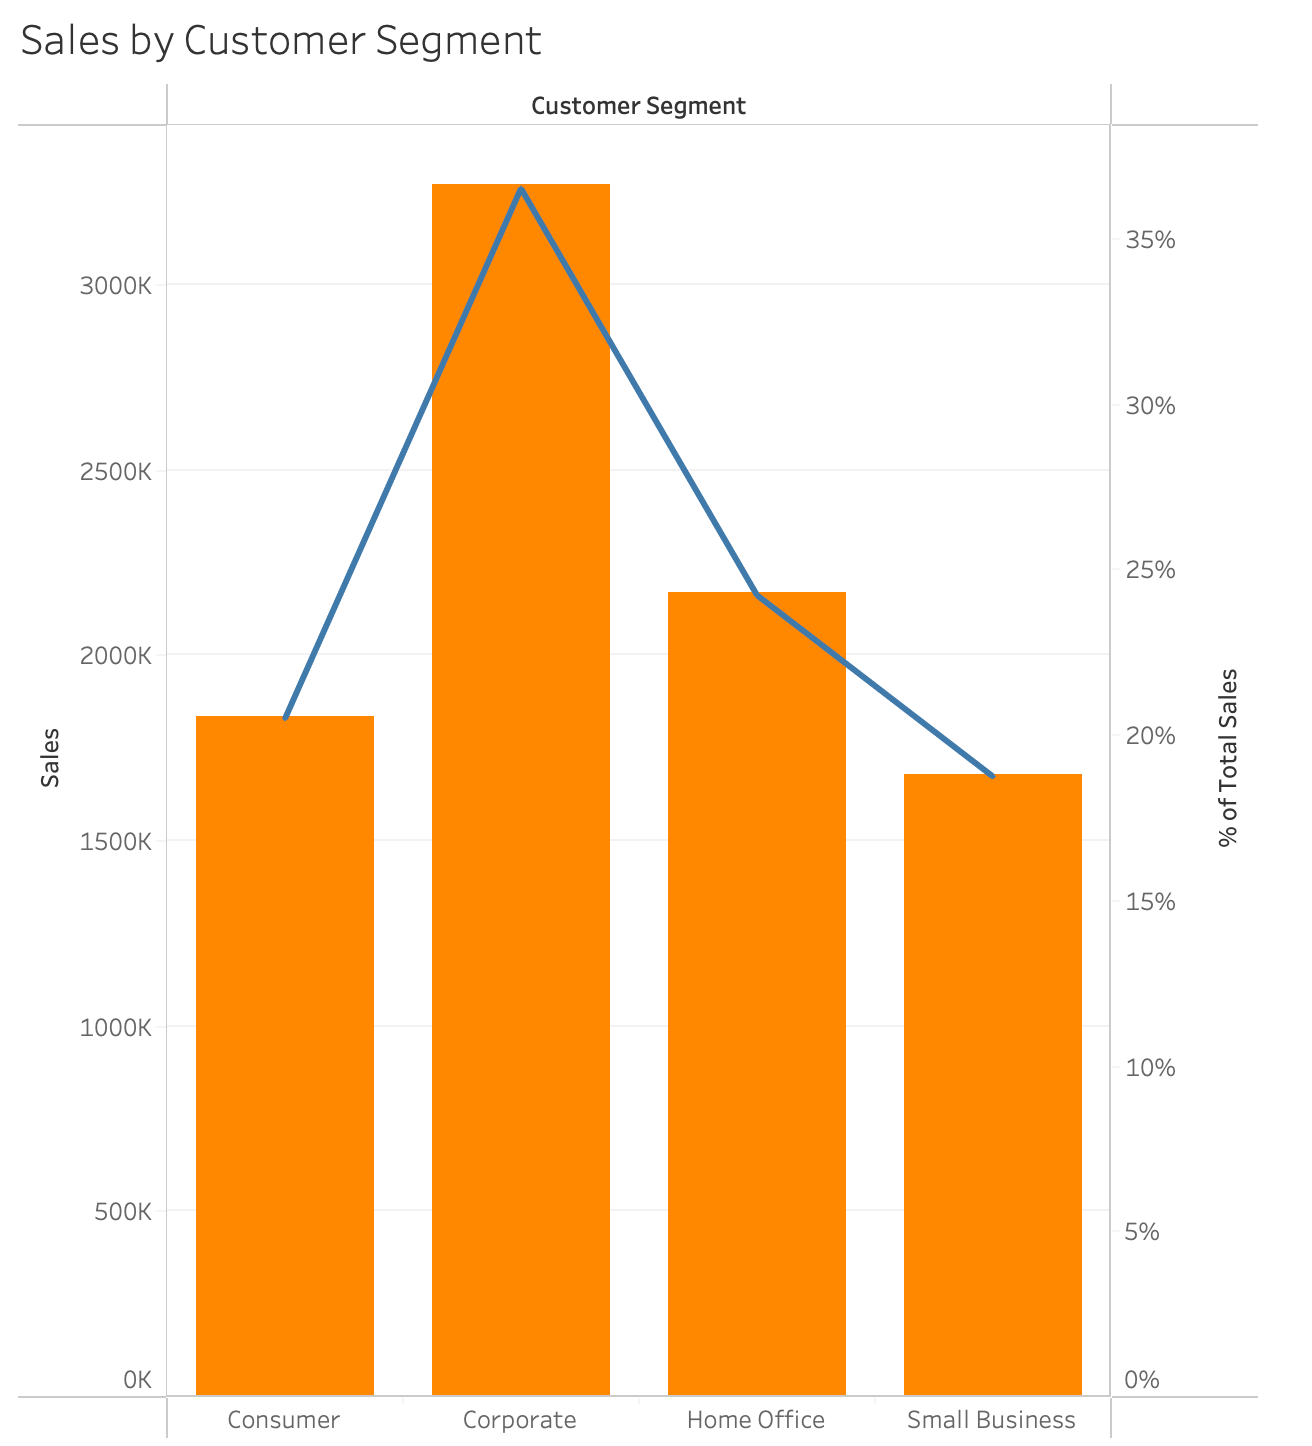 Sales by Customer Segment
Customer Segment
3000K
2500K
2000K
1500K
1000K
500K
0K
Sales
35%
30%
25%
20%
15%
10%
5%
0%
% of Total Sales
Consumer Corporate Home Office Small Business